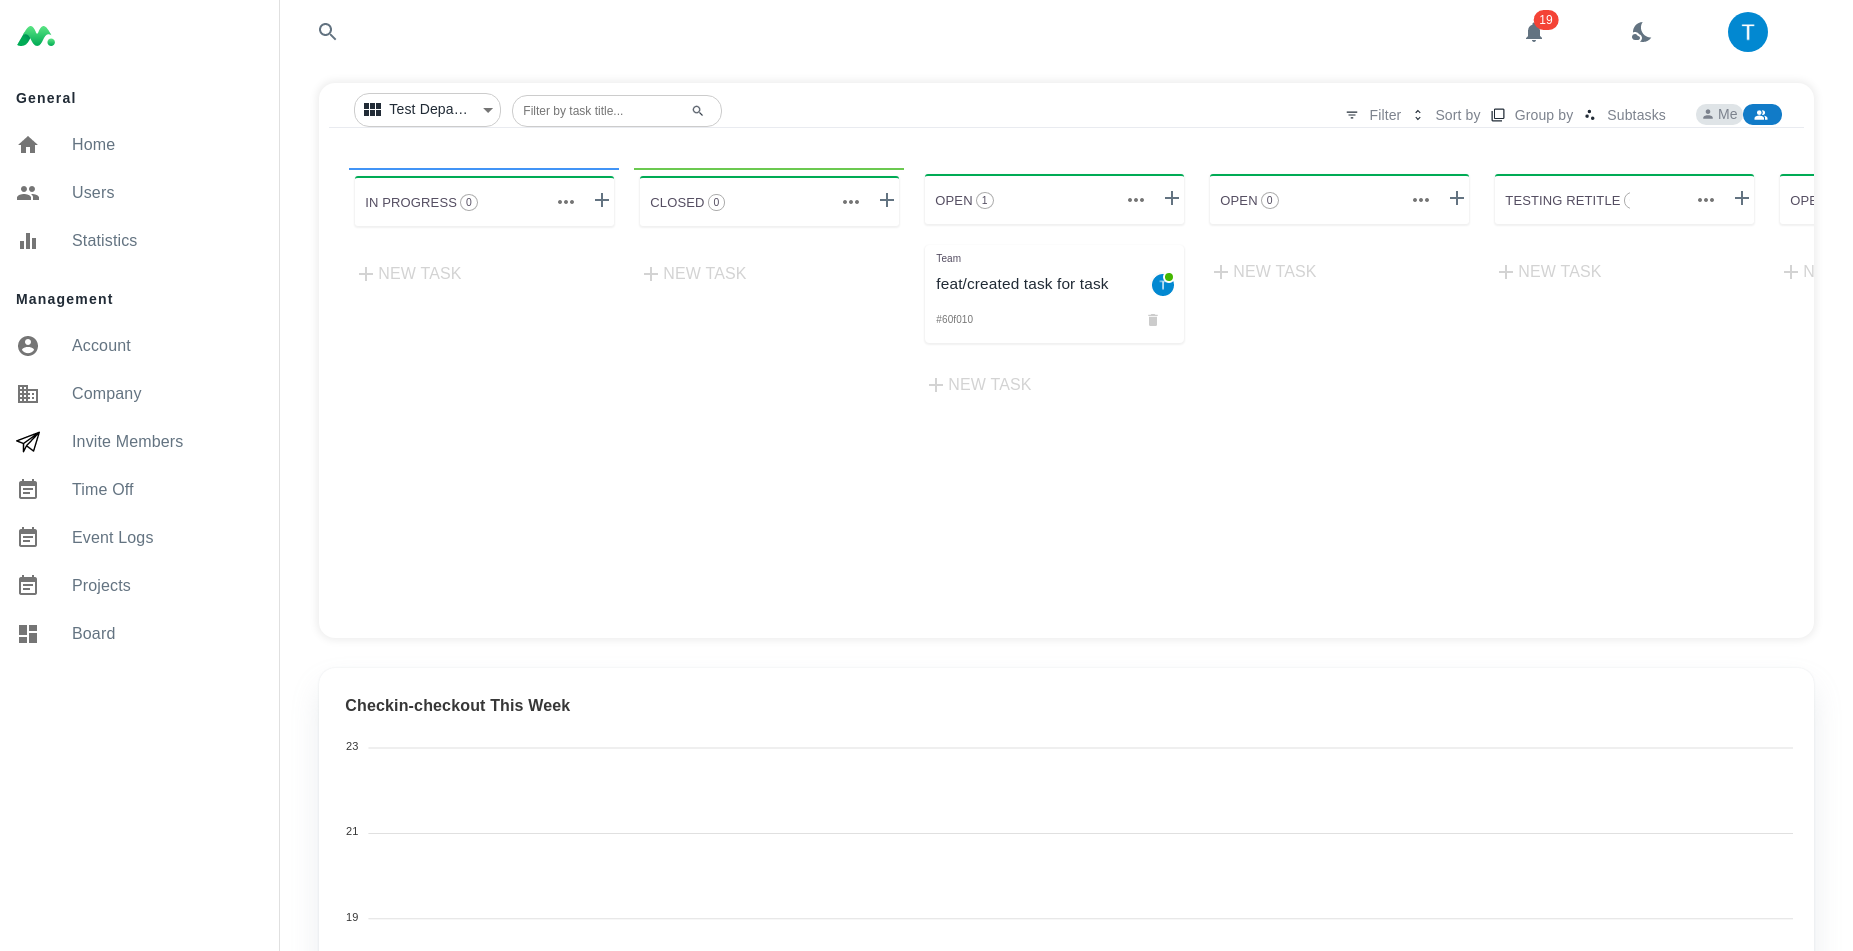 19
T
General
Home
Users
Statistics
Management
Account
Company
Invite Members
Time Off
Event Logs
Projects
Board
Test Depa...
Filter by task title...
Filter
Sort by
Group by
Subtasks
Me
IN PROGRESS 0
CLOSED 0
OPEN 1
OPEN 0
TESTING RETITLE
OPE
NEW TASK
NEW TASK
Team
feat/created task for task
T
#60f010
NEW TASK
NEW TASK
NEW TASK
N
Checkin-checkout This Week
23
21
19